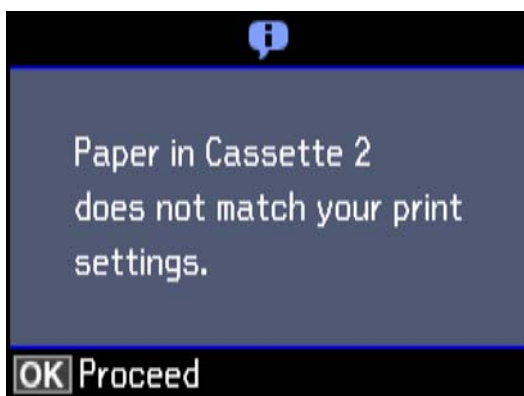 Paper in Cassette 2
does not match your print
settings.
OK Proceed